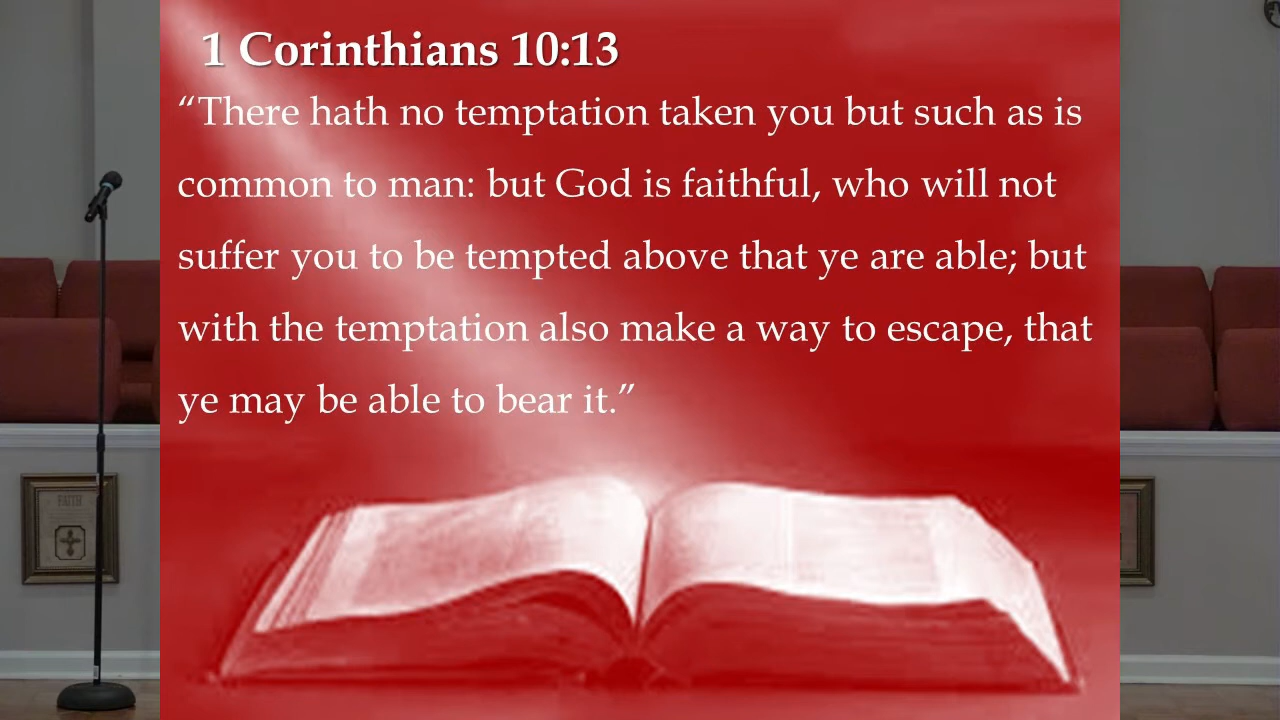 1 Corinthians 10:13
“There hath no temptation taken you but such as is
common to man: but God is faithful, who will not
suffer you to be tempted above that ye are able; but
with the temptation also make a way to escape, that
ye may be able to bear it.”
FAITH